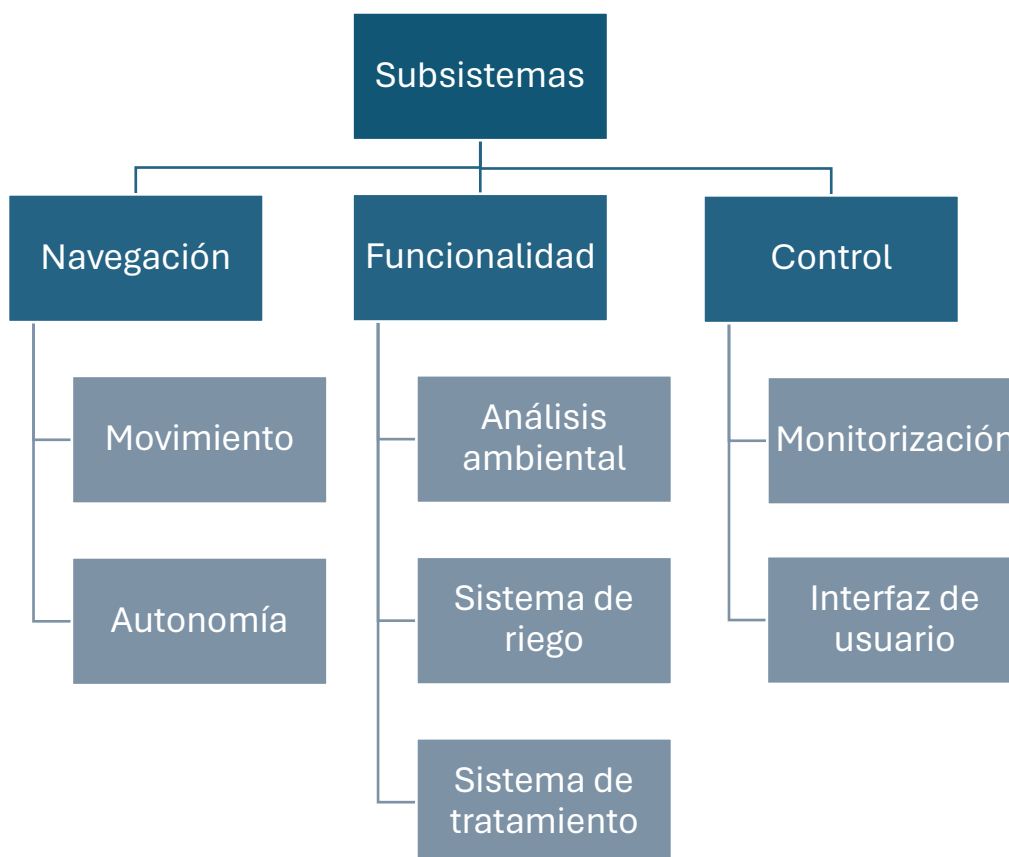 Subsistemas
Navegación
Funcionalidad
Control
Movimiento
Análisis
ambiental
Monitorización
Autonomía
Sistema de
riego
Interfaz de
usuario
Sistema de
tratamiento